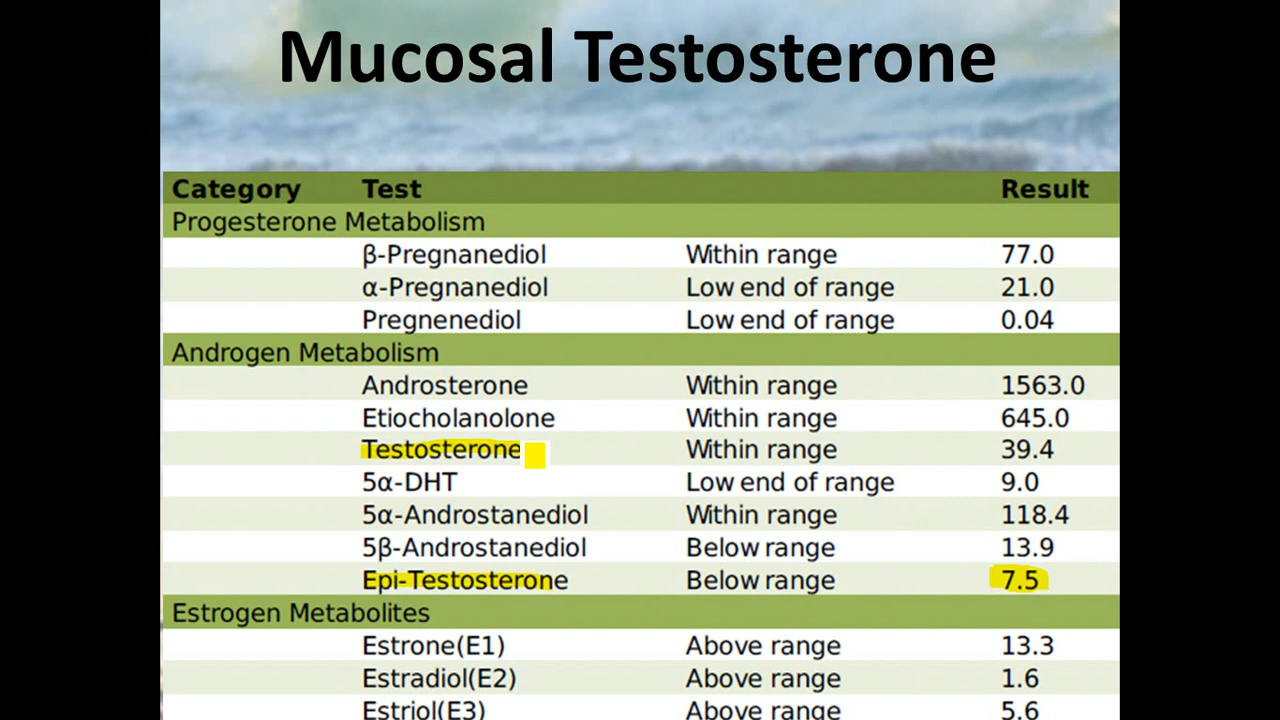 Mucosal Testosterone
Category Test Result
Progesterone Metabolism
β-Pregnanediol Within range 77.0
α-Pregnanediol Low end of range 21.0
Pregnenediol Low end of range 0.04
Androgen Metabolism
Androsterone Within range 1563.0
Etiocholanolone Within range 645.0
Testosterone Within range 39.4
5α-DHT Low end of range 9.0
5α-Androstanediol Within range 118.4
5β-Androstanediol Below range 13.9
Epi-Testosterone Below range 7.5
Estrogen Metabolites
Estrone(E1) Above range 13.3
Estradiol(E2) Above range 1.6
Estriol(E3) Above range 5.6